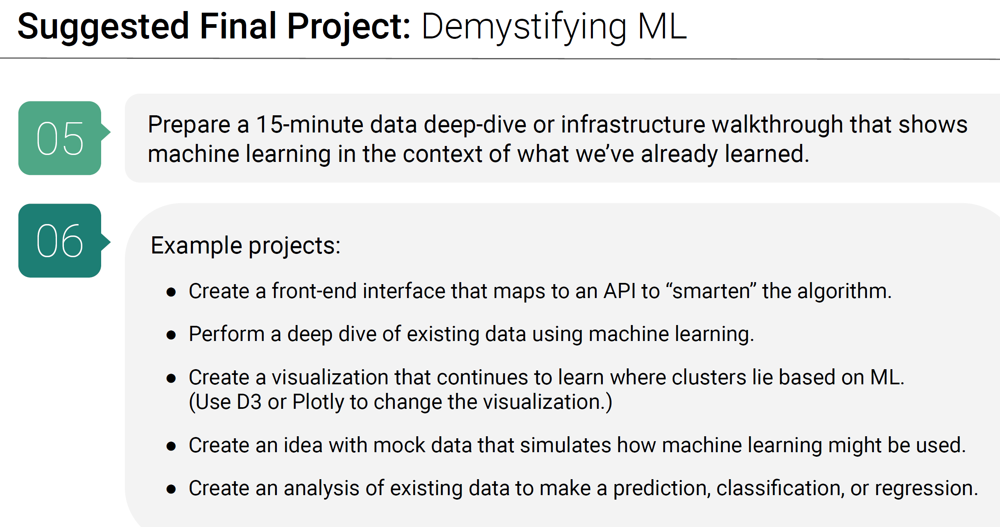 Suggested Final Project: Demystifying ML
05
Prepare a 15-minute data deep-dive or infrastructure walkthrough that shows
machine learning in the context of what we’ve already learned.
06
Example projects:
● Create a front-end interface that maps to an API to “smarten” the algorithm.
● Perform a deep dive of existing data using machine learning.
● Create a visualization that continues to learn where clusters lie based on ML.
(Use D3 or Plotly to change the visualization.)
● Create an idea with mock data that simulates how machine learning might be used.
● Create an analysis of existing data to make a prediction, classification, or regression.